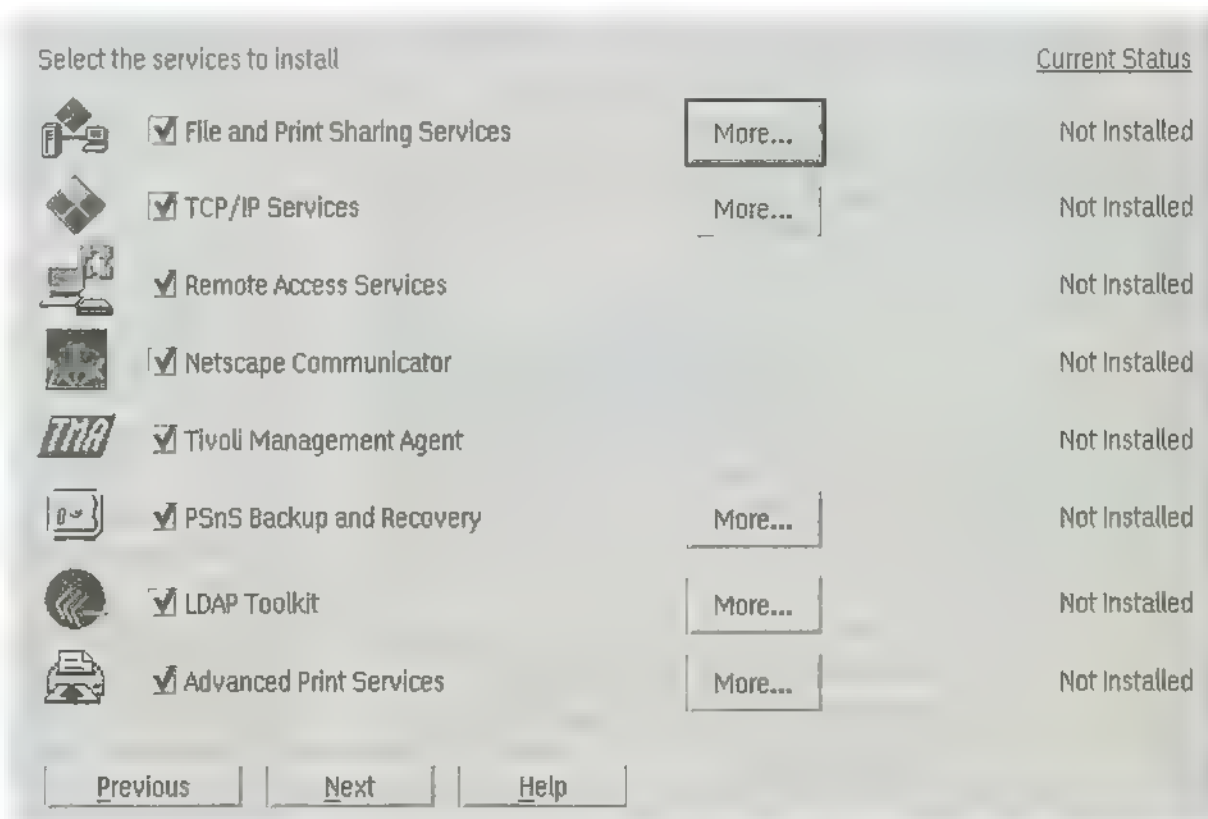 Select the services to install Current Status
File and Print Sharing Services More... Not Installed
TCP/IP Services More... Not Installed
Remote Access Services Not Installed
Netscape Communicator Not Installed
TMA Tivoli Management Agent Not Installed
PSnS Backup and Recovery More... Not Installed
LDAP Toolkit More... Not Installed
Advanced Print Services More... Not Installed
Previous Next Help